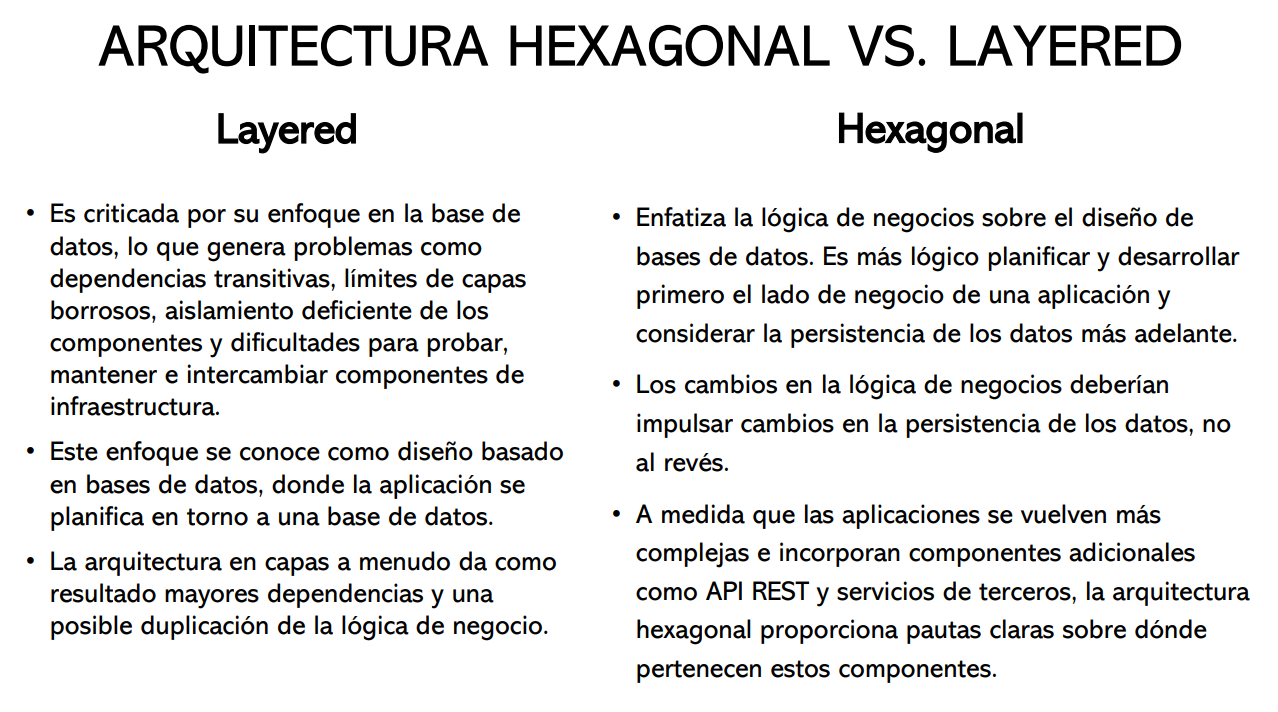 ARQUITECTURA HEXAGONAL VS. LAYERED
Layered
• Es criticada por su enfoque en la base de
datos, lo que genera problemas como
dependencias transitivas, límites de capas
borrosos, aislamiento deficiente de los
componentes y dificultades para probar,
mantener e intercambiar componentes de
infraestructura.
• Este enfoque se conoce como diseño basado
en bases de datos, donde la aplicación se
planifica en torno a una base de datos.
• La arquitectura en capas a menudo da como
resultado mayores dependencias y una
posible duplicación de la lógica de negocio.
Hexagonal
• Enfatiza la lógica de negocios sobre el diseño de
bases de datos. Es más lógico planificar y desarrollar
primero el lado de negocio de una aplicación y
considerar la persistencia de los datos más adelante.
• Los cambios en la lógica de negocios deberían
impulsar cambios en la persistencia de los datos, no
al revés.
• A medida que las aplicaciones se vuelven más
complejas e incorporan componentes adicionales
como API REST y servicios de terceros, la arquitectura
hexagonal proporciona pautas claras sobre dónde
pertenecen estos componentes.